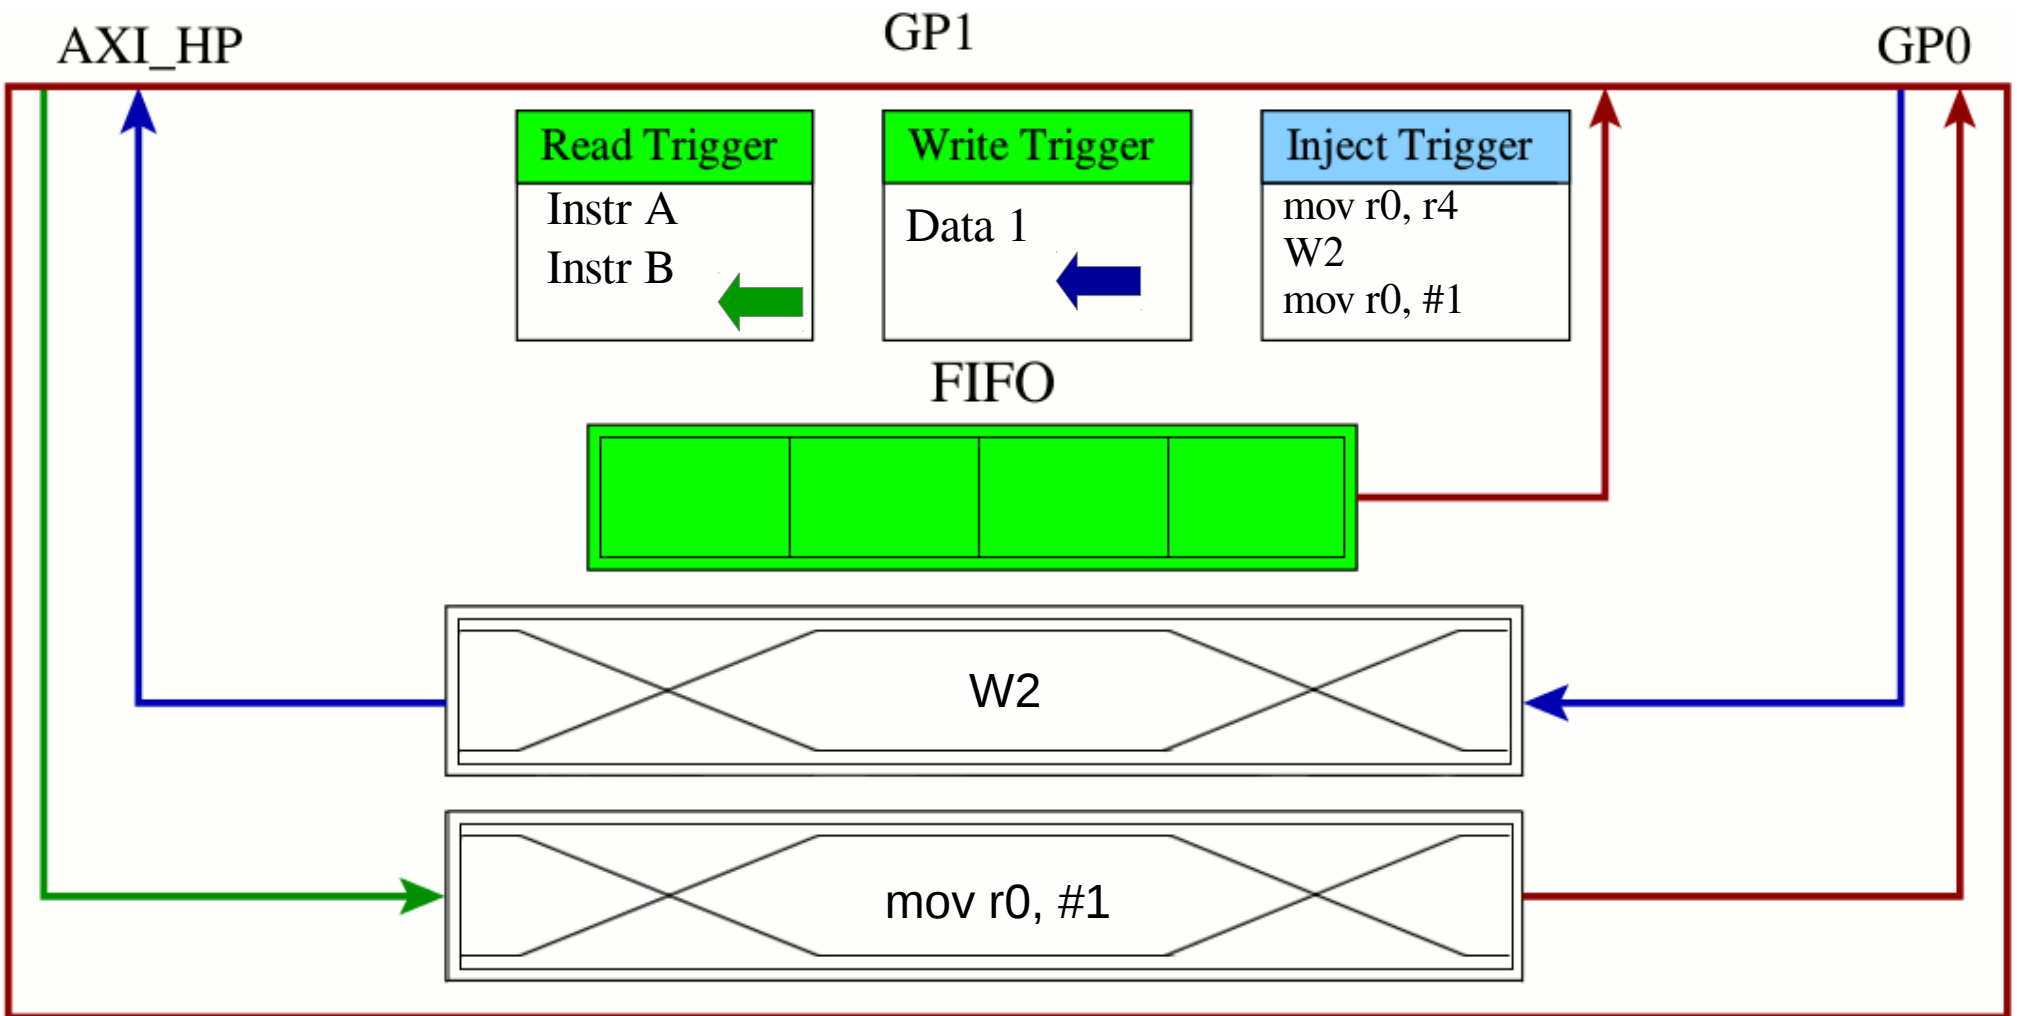 AXI_HP
GP1
GP0
Read Trigger
Instr A
Instr B
Write Trigger
Data 1
Inject Trigger
mov r0, r4
W2
mov r0, #1
FIFO
W2
mov r0, #1